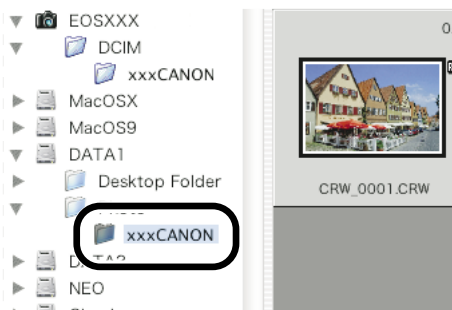 EOSXXX
DCIM
xxxCANON
MacOSX
MacOS9
DATA1
Desktop Folder
xxxCANON
NEO
CRW_0001.CRW